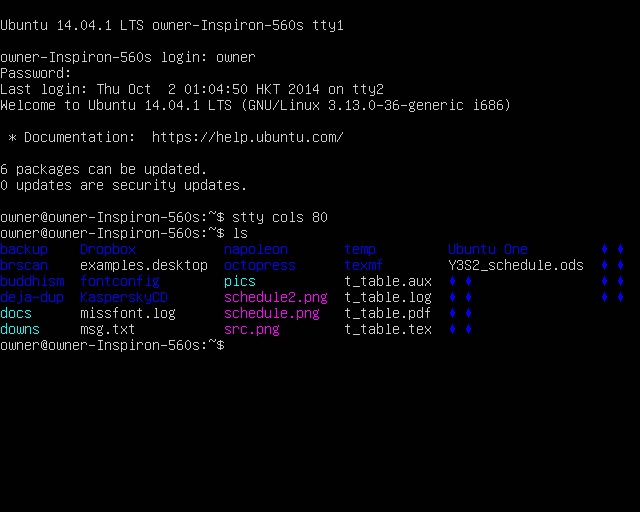 Ubuntu 14.04.1 LTS owner-Inspiron-560s tty1
owner-Inspiron-560s login: owner
Password:
Last login: Thu Oct  2 01:04:50 HKT 2014 on tty2
Welcome to Ubuntu 14.04.1 LTS (GNU/Linux 3.13.0-36-generic i686)
 * Documentation:  https://help.ubuntu.com/
6 packages can be updated.
0 updates are security updates.
owner@owner-Inspiron-560s:~$ stty cols 80
owner@owner-Inspiron-560s:~$ ls
backup    Dropbox           napoleon       temp         Ubuntu One         ♦ ♦
brscan    examples.desktop  octopress      texmf        Y3S2_schedule.ods  ♦ ♦
buddhism  fontconfig        pics           t_table.aux  ♦ ♦                ♦ ♦
deja-dup  KasperskyCD       schedule2.png  t_table.log  ♦ ♦                ♦ ♦
docs      missfont.log      schedule.png   t_table.pdf  ♦ ♦
downs     msg.txt           src.png        t_table.tex  ♦ ♦
owner@owner-Inspiron-560s:~$